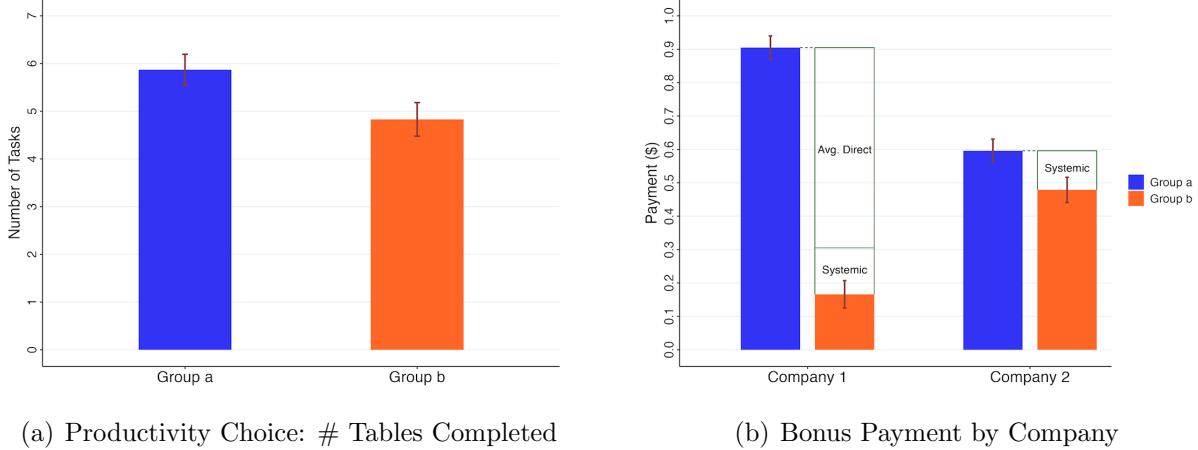 7
6
5
4
3
2
1
0
Number of Tasks
Group a
Group b
(a) Productivity Choice: # Tables Completed
1.0
0.9
0.8
0.7
0.6
0.5
0.4
0.3
0.2
0.1
0.0
Payment ($)
Avg. Direct
Systemic
Systemic
Company 1
Company 2
Group a
Group b
(b) Bonus Payment by Company